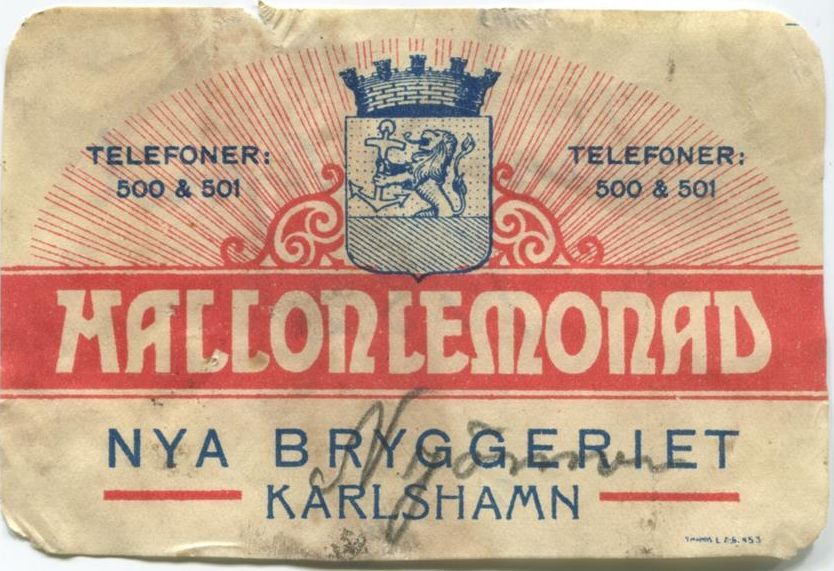 TELEFONER:
500 & 501
TELEFONER:
500 & 501
HALLONLEMONAD
NYA BRYGGERIET
KARLSHAMN